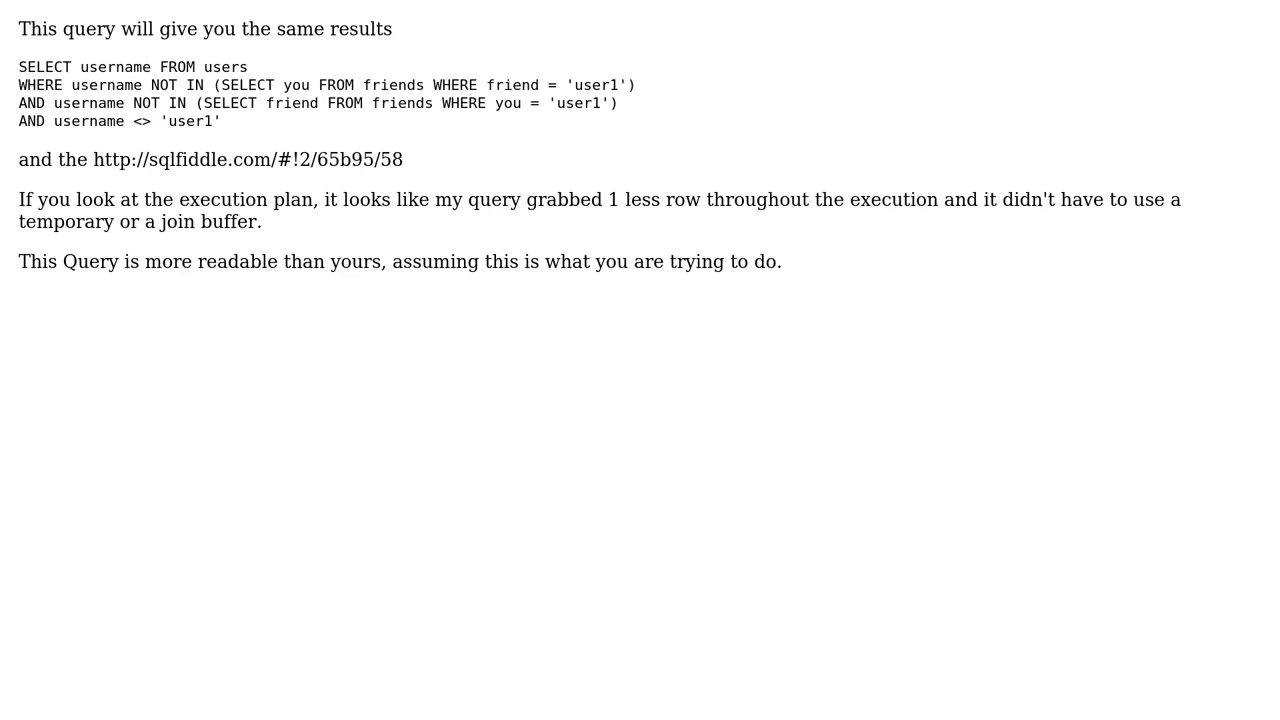 This query will give you the same results
SELECT username FROM users
WHERE username NOT IN (SELECT you FROM friends WHERE friend = 'user1')
AND username NOT IN (SELECT friend FROM friends WHERE you = 'user1')
AND username <> 'user1'
and the http://sqlfiddle.com/#!2/65b95/58
If you look at the execution plan, it looks like my query grabbed 1 less row throughout the execution and it didn't have to use a
temporary or a join buffer.
This Query is more readable than yours, assuming this is what you are trying to do.